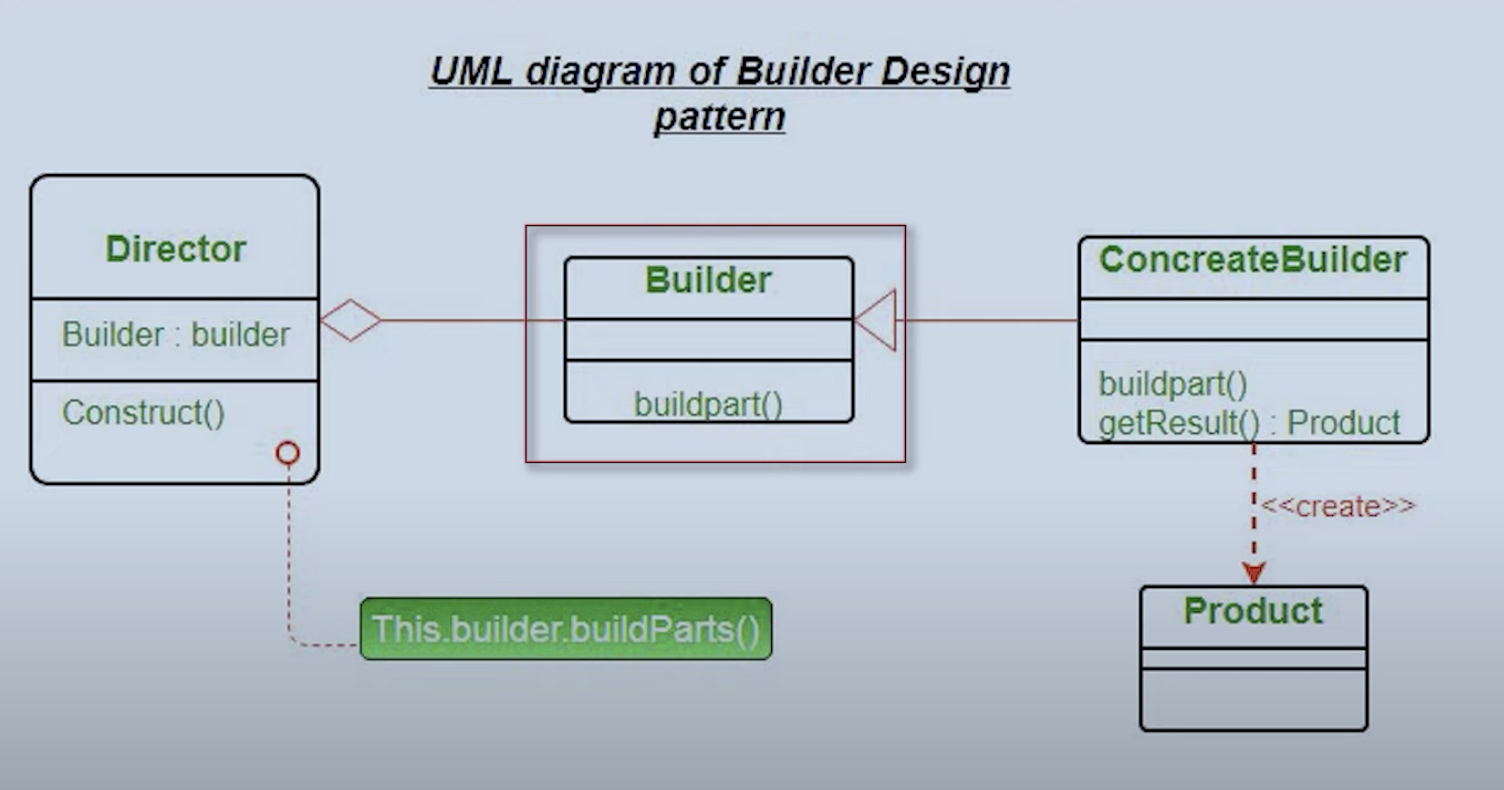 UML diagram of Builder Design
pattern
Director
Builder : builder
Construct()
Builder
buildpart()
ConcreateBuilder
buildpart()
getResult() : Product
<<create>>
This.builder.buildParts()
Product